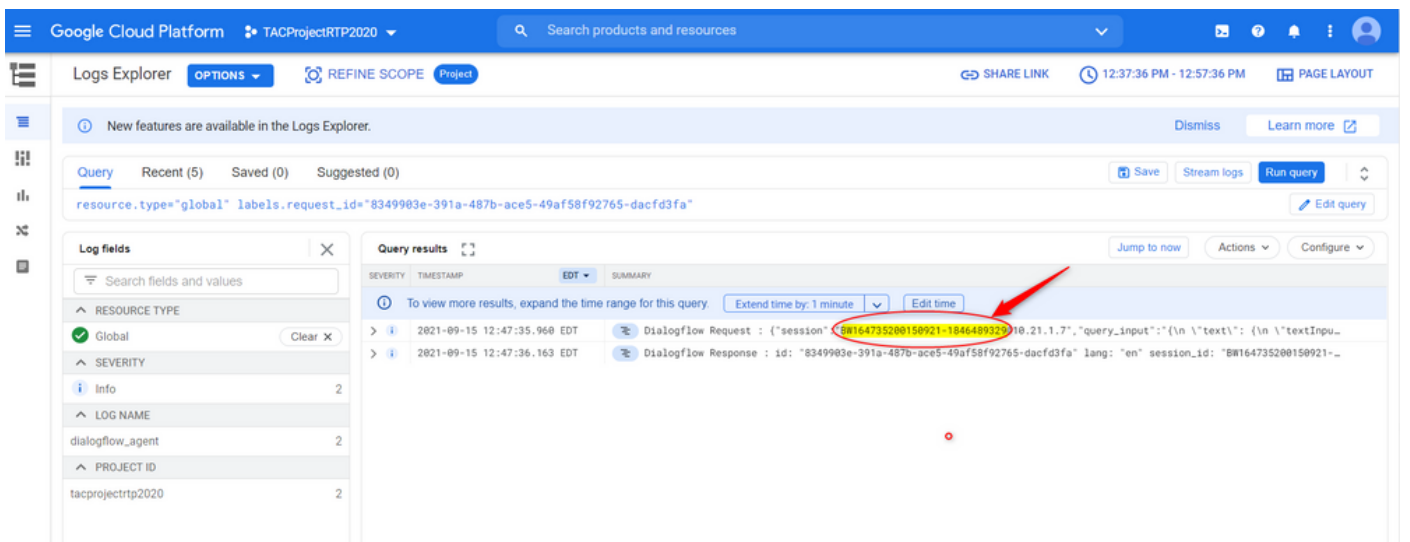 Google Cloud Platform TACProjectRTP2020 Search products and resources
Logs Explorer OPTIONS REFINE SCOPE Project SHARE LINK 12:37:36 PM - 12:57:36 PM PAGE LAYOUT
New features are available in the Logs Explorer. Dismiss Learn more
Query Recent (5) Saved (0) Suggested (0) Save Stream logs Run query
resource.type="global" labels.request_id="8349903e-391a-487b-ace5-49af58f92765-dacfd3fa" Edit query
Log fields Query results Jump to now Actions Configure
Search fields and values SEVERITY TIMESTAMP EDT SUMMARY
RESOURCE TYPE To view more results, expand the time range for this query. Extend time by: 1 minute Edit time
Global Clear X i 2021-09-15 12:47:35.960 EDT Dialogflow Request : {"session":"BW164735200150921-1846489329@10.21.1.7","query_input":"{\n \"text\": {\n \"textInpu…
SEVERITY i 2021-09-15 12:47:36.163 EDT Dialogflow Response : id: "8349903e-391a-487b-ace5-49af58f92765-dacfd3fa" lang: "en" session_id: "BW164735200150921-…
i Info 2
LOG NAME
dialogflow_agent 2
PROJECT ID
tacprojectrtp2020 2